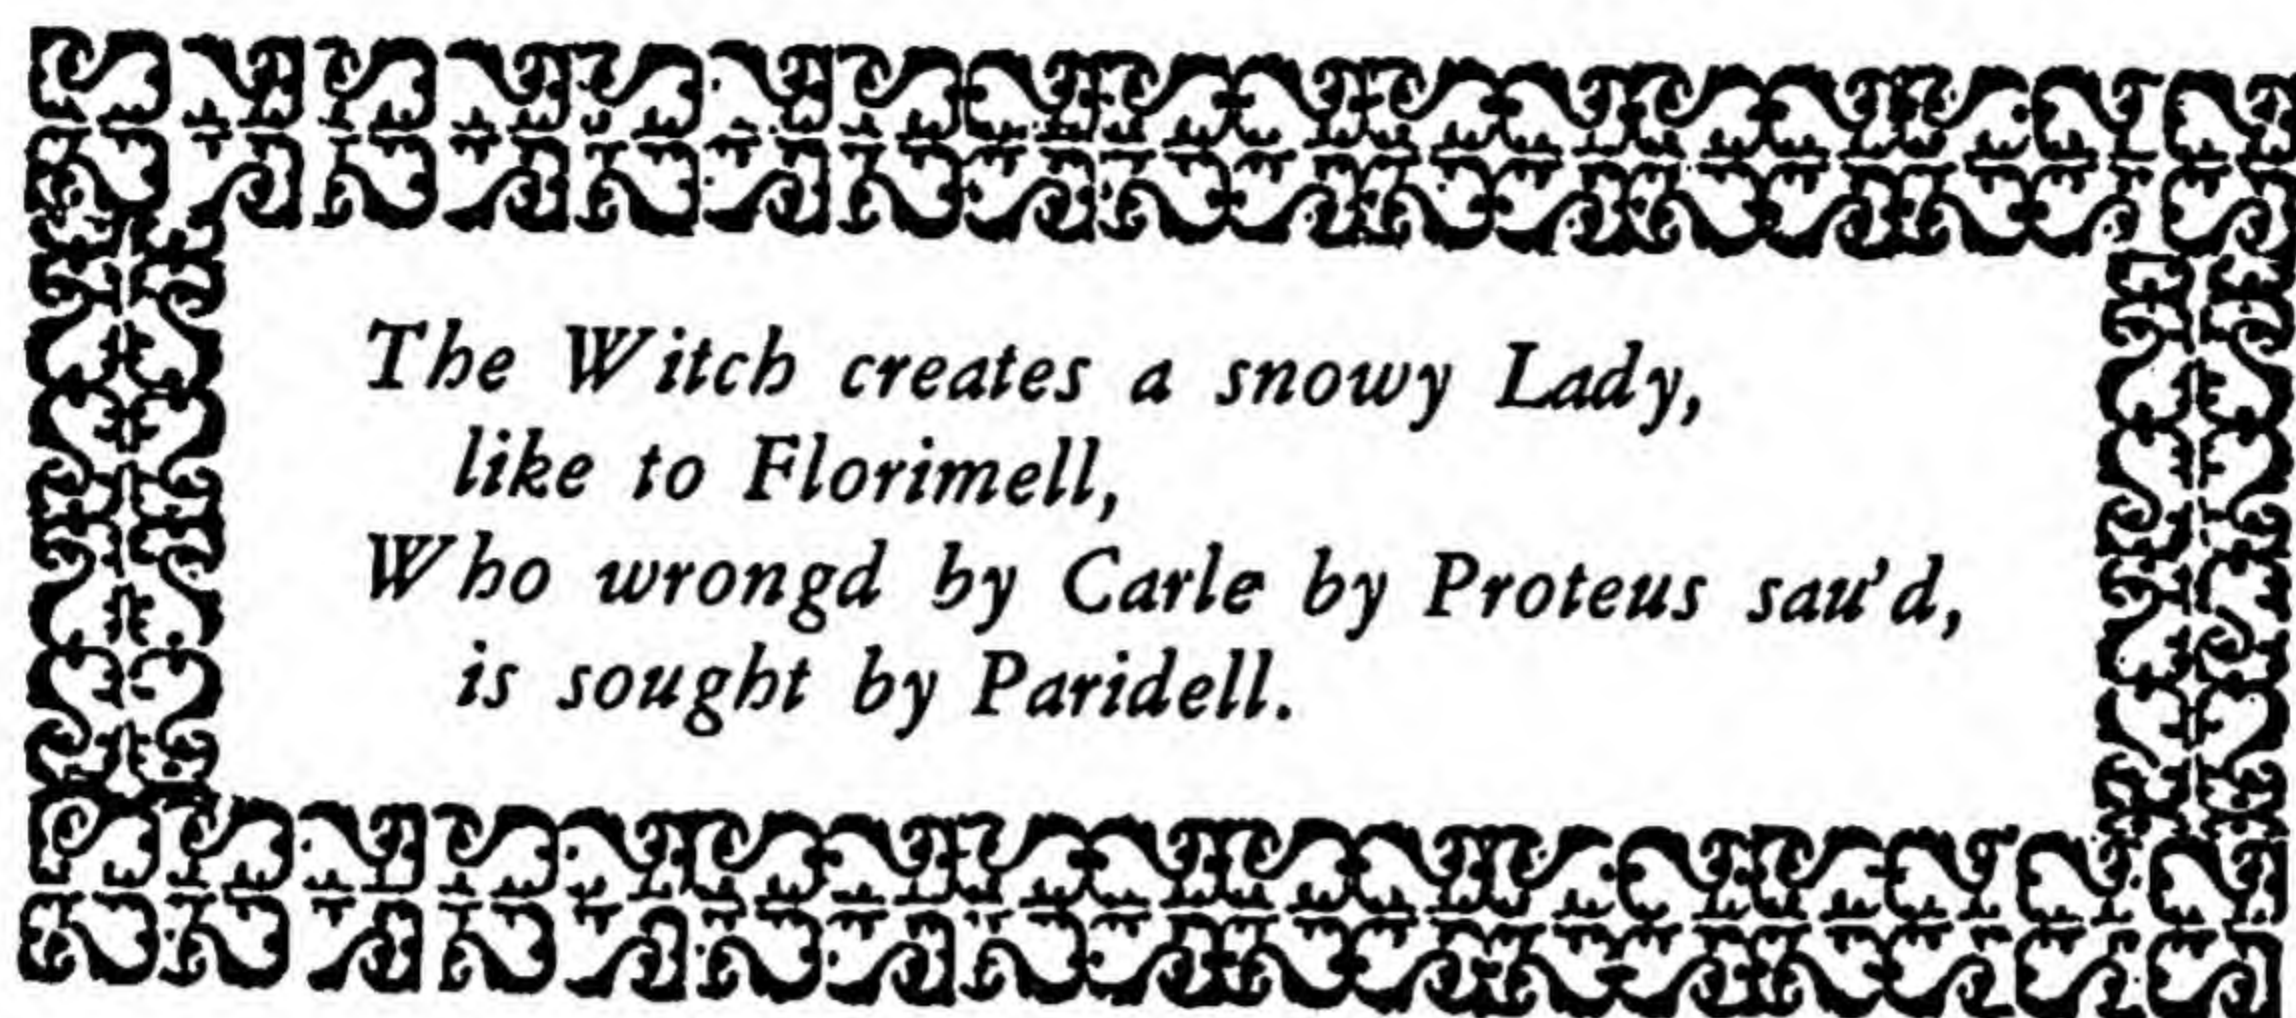 The Witch creates a snowy Lady,
like to Florimell,
Who wrongd by Carle by Proteus sau'd,
is sought by Paridell.